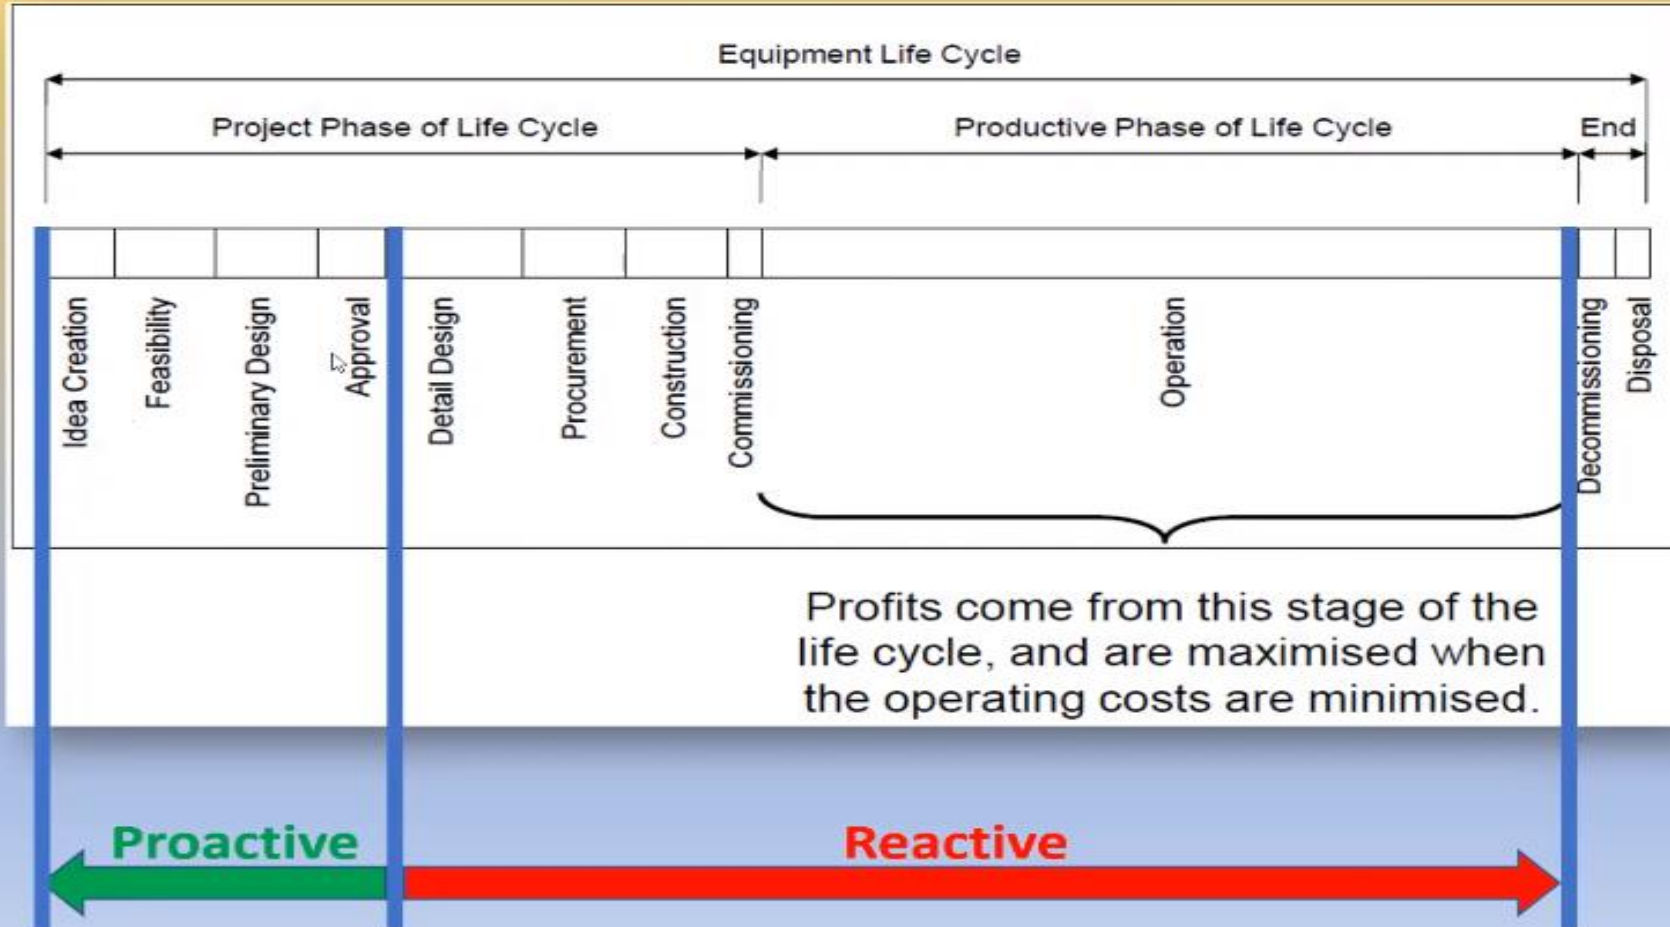 Equipment Life Cycle
Project Phase of Life Cycle
Productive Phase of Life Cycle
End
Idea Creation
Feasibility
Preliminary Design
Approval
Detail Design
Procurement
Construction
Commissioning
Operation
Decommissioning
Disposal
Profits come from this stage of the
life cycle, and are maximised when
the operating costs are minimised.
Proactive
Reactive